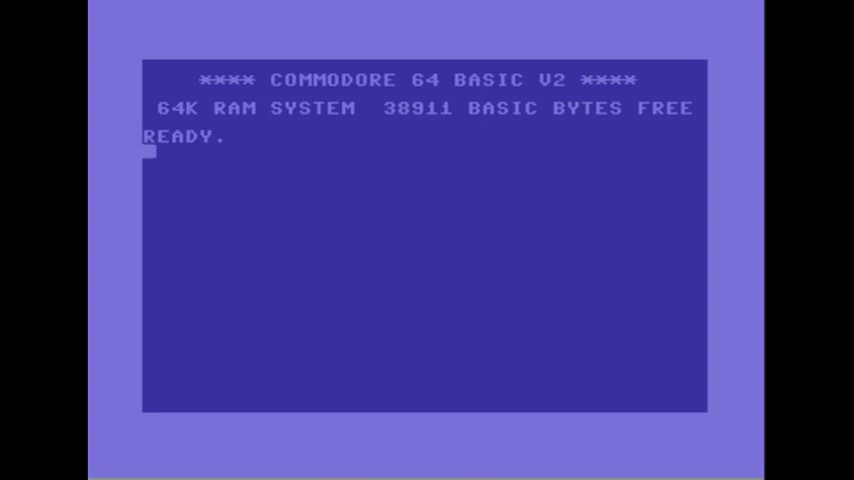 **** COMMODORE 64 BASIC V2 ****
64K RAM SYSTEM  38911 BASIC BYTES FREE
READY.